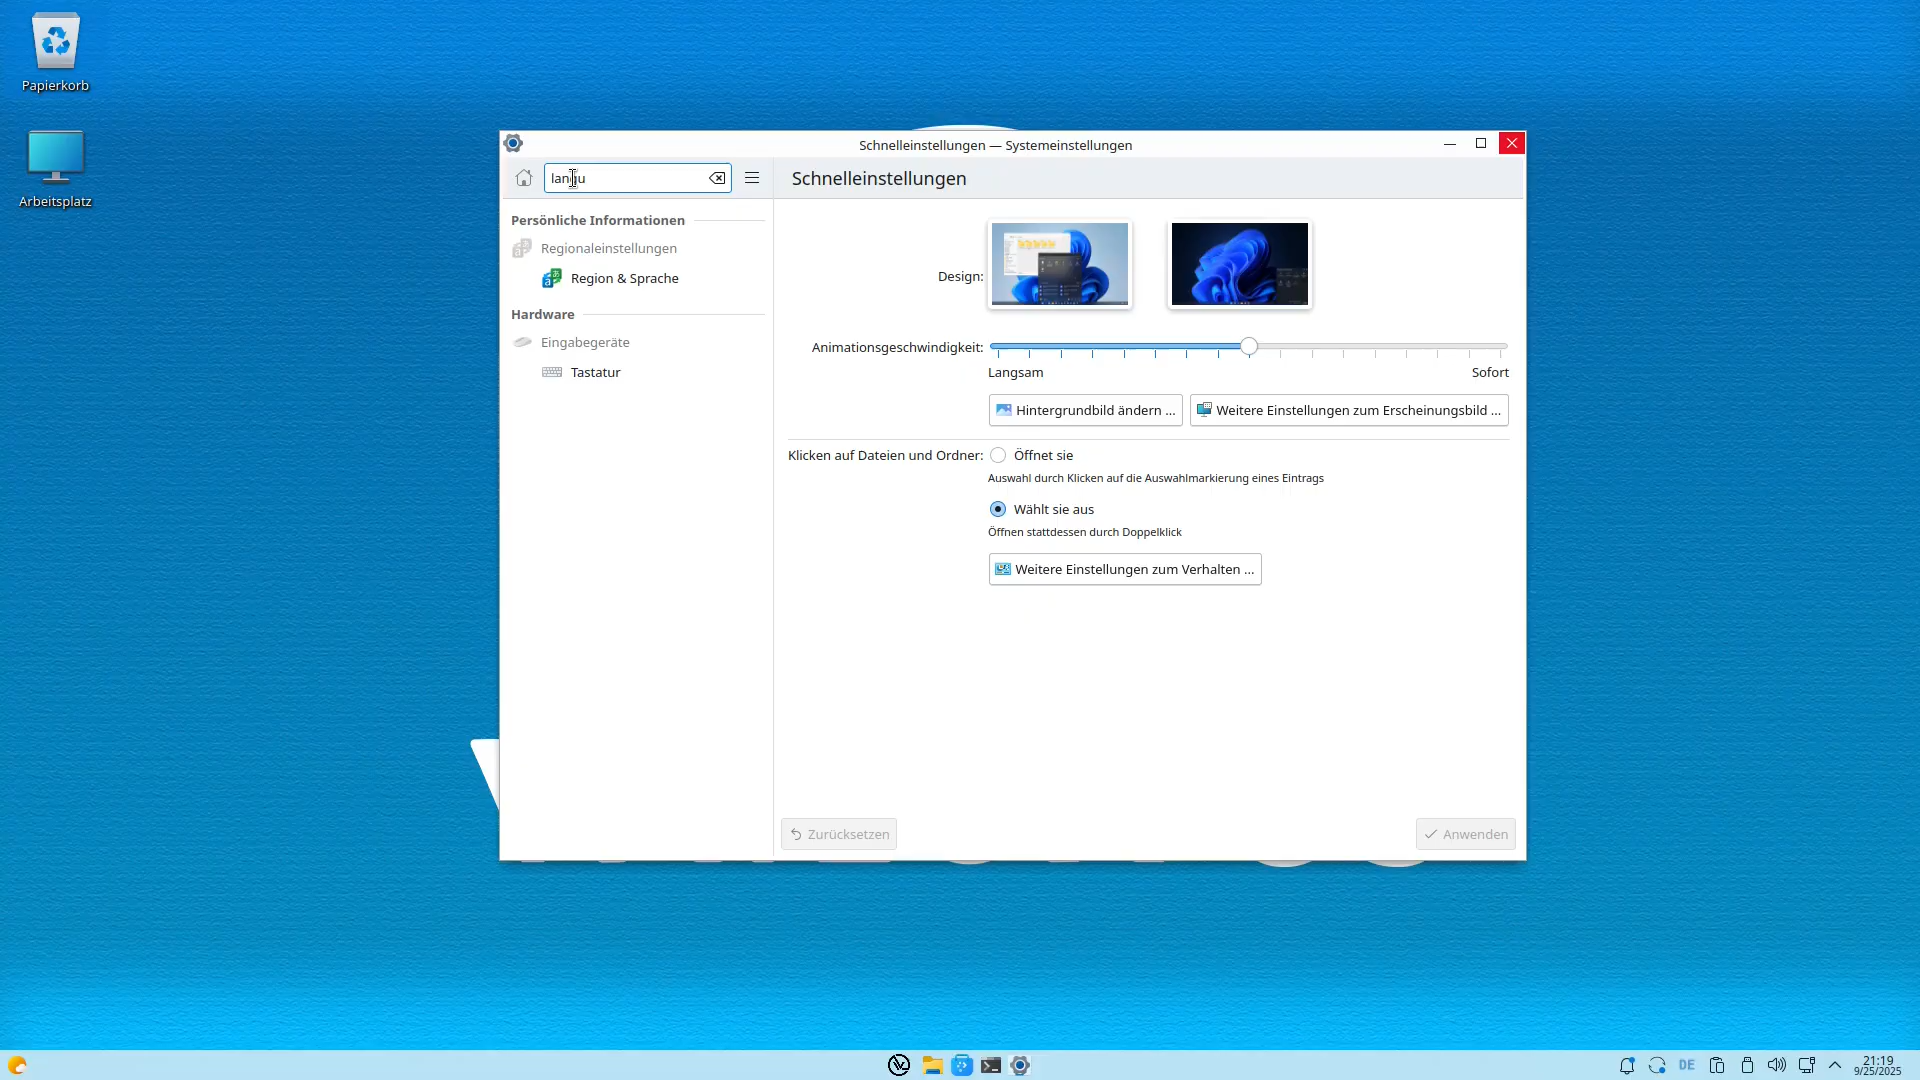 Papierkorb
Arbeitsplatz
Schnelleinstellungen — Systemeinstellungen
langu
Schnelleinstellungen
Persönliche Informationen
Regionaleinstellungen
Region & Sprache
Hardware
Eingabegeräte
Tastatur
Design:
Animationsgeschwindigkeit:
Langsam
Sofort
Hintergrundbild ändern ...
Weitere Einstellungen zum Erscheinungsbild ...
Klicken auf Dateien und Ordner:
Öffnet sie
Auswahl durch Klicken auf die Auswahlmarkierung eines Eintrags
Wählt sie aus
Öffnen stattdessen durch Doppelklick
Weitere Einstellungen zum Verhalten ...
Zurücksetzen
Anwenden
DE
21:19
9/25/2025